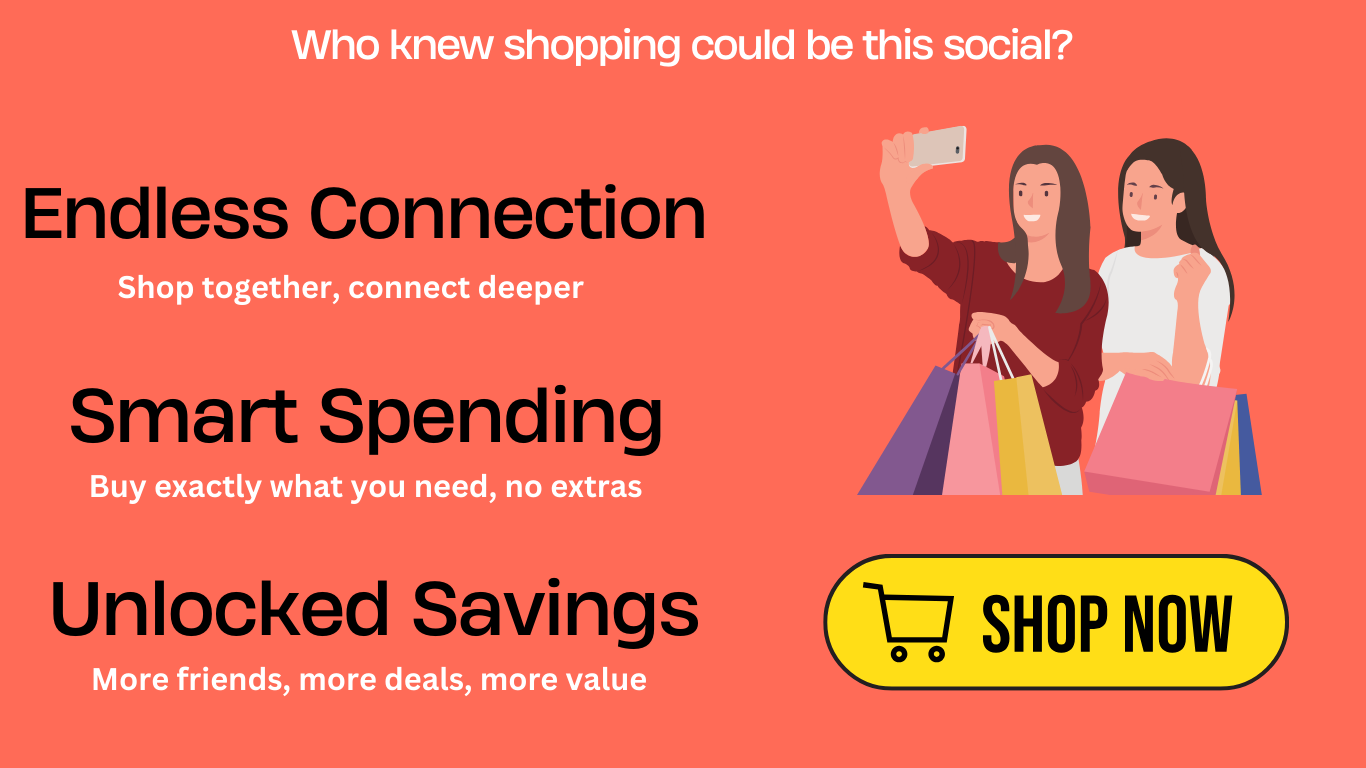 Who knew shopping could be this social?
Endless Connection
Shop together, connect deeper
Smart Spending
Buy exactly what you need, no extras
Unlocked Savings
More friends, more deals, more value
SHOP NOW